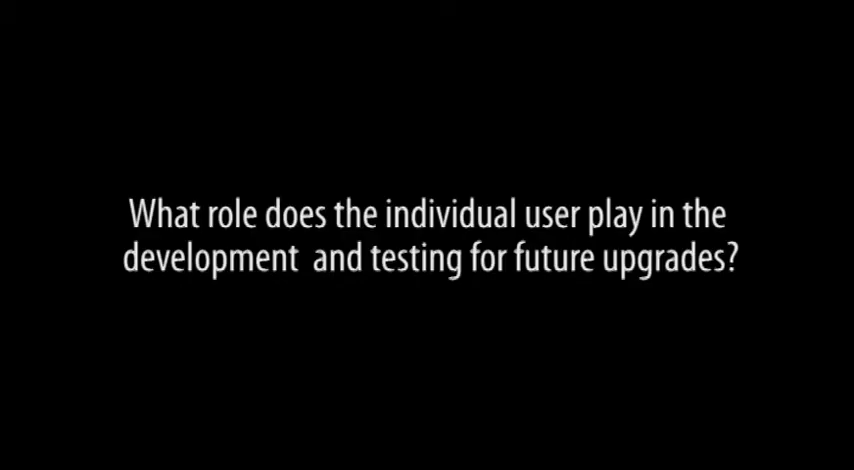 What role does the individual user play in the
development  and testing for future upgrades?